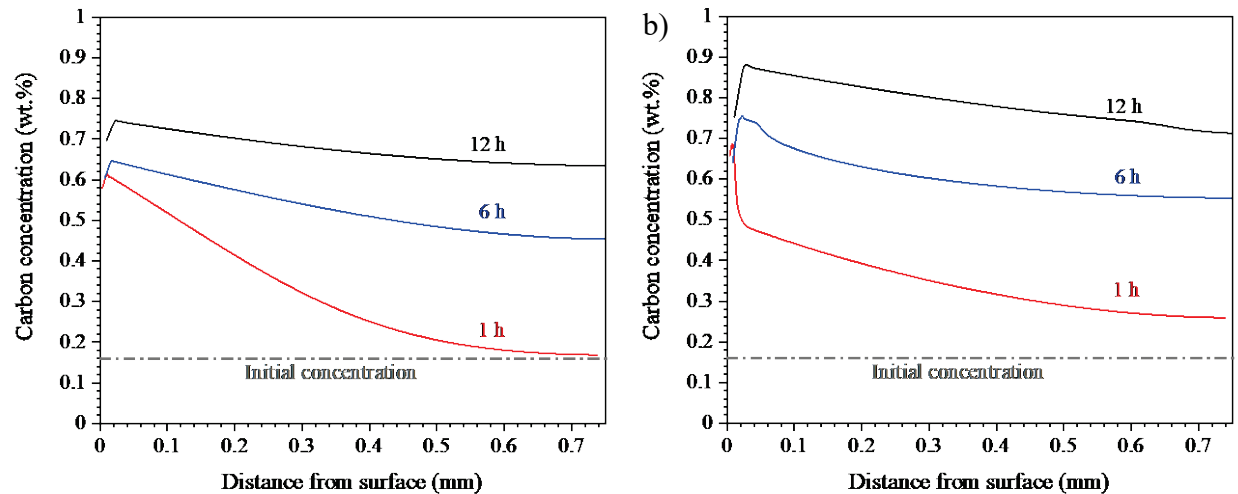 1
0.9
0.8
0.7
0.6
0.5
0.4
0.3
0.2
0.1
0
Carbon concentration (wt.%)
12 h
6 h
1 h
Initial concentration
0 0.1 0.2 0.3 0.4 0.5 0.6 0.7
Distance from surface (mm)
b)
1
0.9
0.8
0.7
0.6
0.5
0.4
0.3
0.2
0.1
0
Carbon concentration (wt.%)
12 h
6 h
1 h
Initial concentration
0 0.1 0.2 0.3 0.4 0.5 0.6 0.7
Distance from surface (mm)